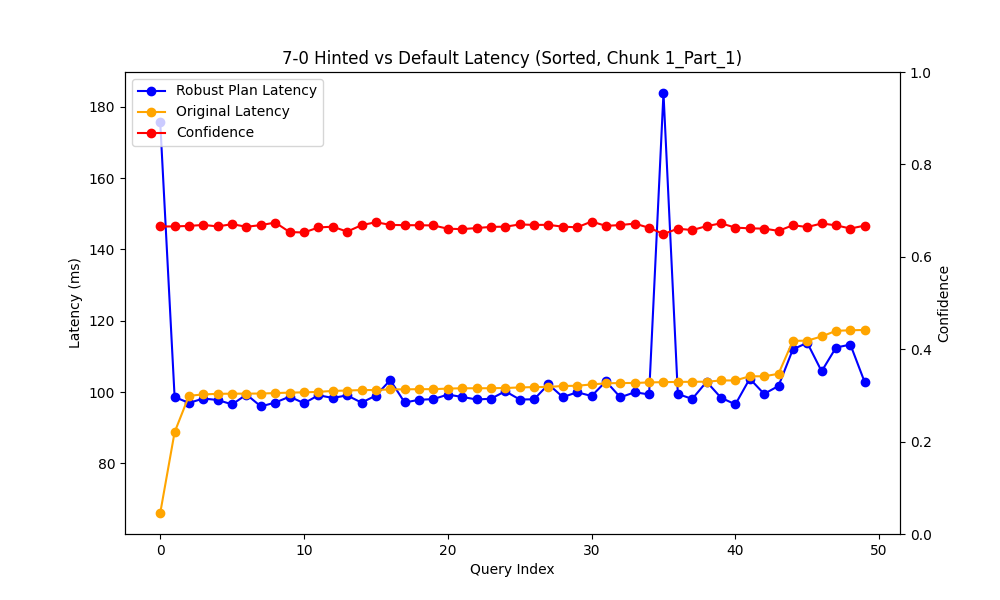 7-0 Hinted vs Default Latency (Sorted, Chunk 1_Part_1)
Robust Plan Latency
Original Latency
Confidence
Latency (ms)
180
160
140
120
100
80
1.0
0.8
0.6
0.4
0.2
0.0
Confidence
0 10 20 30 40 50
Query Index